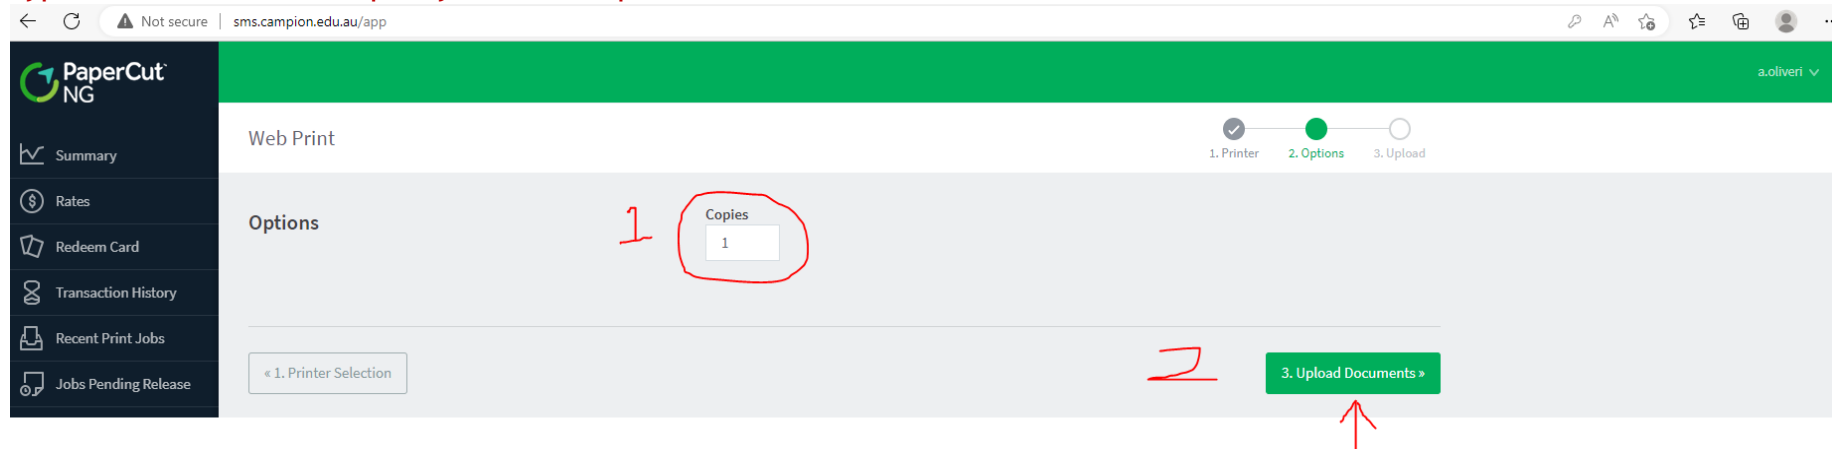 Not secure | sms.campion.edu.au/app
PaperCut
NG
a.oliveri
Web Print
1. Printer 2. Options 3. Upload
Summary
Rates
Redeem Card
Transaction History
Recent Print Jobs
Jobs Pending Release
Options
1
Copies
1
« 1. Printer Selection
2
3. Upload Documents »